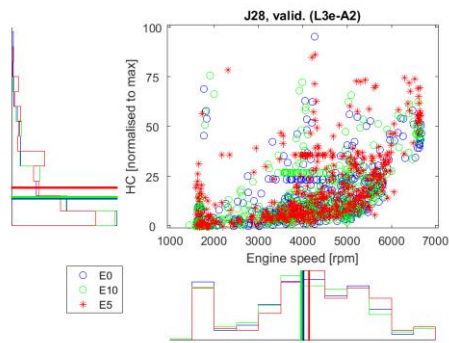 J28, valid. (L3e-A2)
100
75
50
25
0
HC [normalised to max]
1000 2000 3000 4000 5000 6000 7000
Engine speed [rpm]
E0
E10
E5